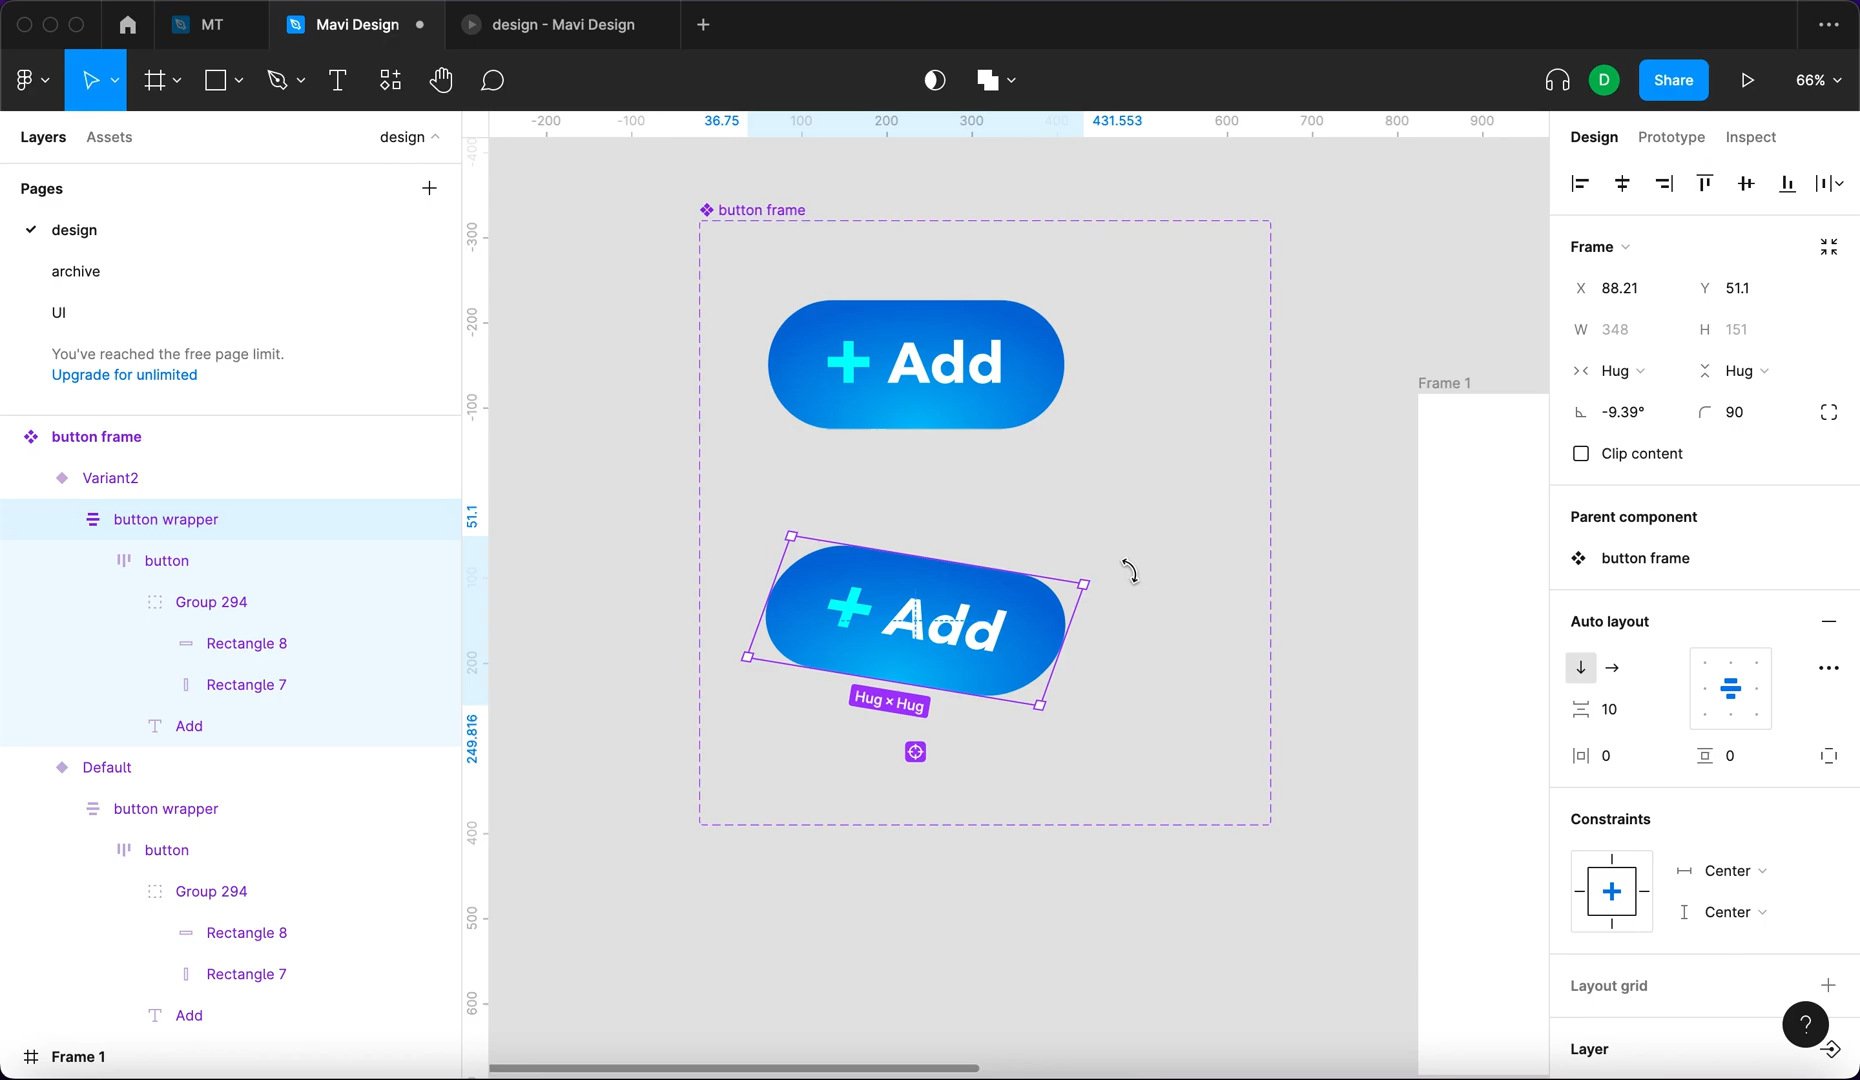 MT
Mavi Design
design - Mavi Design
D
Share
66%
Layers
Assets
design
Pages
design
archive
UI
You've reached the free page limit.
Upgrade for unlimited
button frame
Variant2
button wrapper
button
Group 294
Rectangle 8
Rectangle 7
Add
Default
button wrapper
button
Group 294
Rectangle 8
Rectangle 7
Add
Frame 1
-200
-100
36.75
100
200
300
400
431.553
600
700
800
900
-400
-300
-200
-100
51.1
100
200
249.816
400
500
600
button frame
+ Add
+ Add
Hug × Hug
Frame 1
Design
Prototype
Inspect
Frame
X 88.21
Y 51.1
W 348
H 151
Hug
Hug
-9.39°
90
Clip content
Parent component
button frame
Auto layout
10
0
0
Constraints
Center
Center
Layout grid
?
Layer